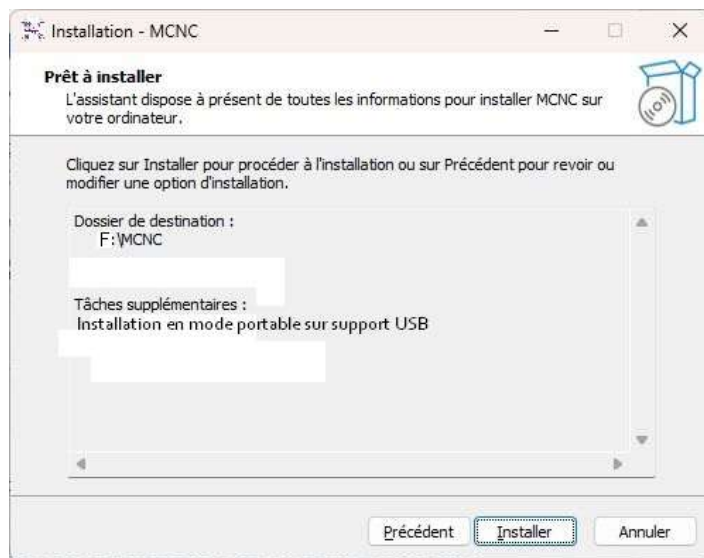 Installation - MCNC
Prêt à installer
L'assistant dispose à présent de toutes les informations pour installer MCNC sur
votre ordinateur.
Cliquez sur Installer pour procéder à l'installation ou sur Précédent pour revoir ou
modifier une option d'installation.
Dossier de destination :
F:\MCNC
Tâches supplémentaires :
Installation en mode portable sur support USB
Précédent
Installer
Annuler